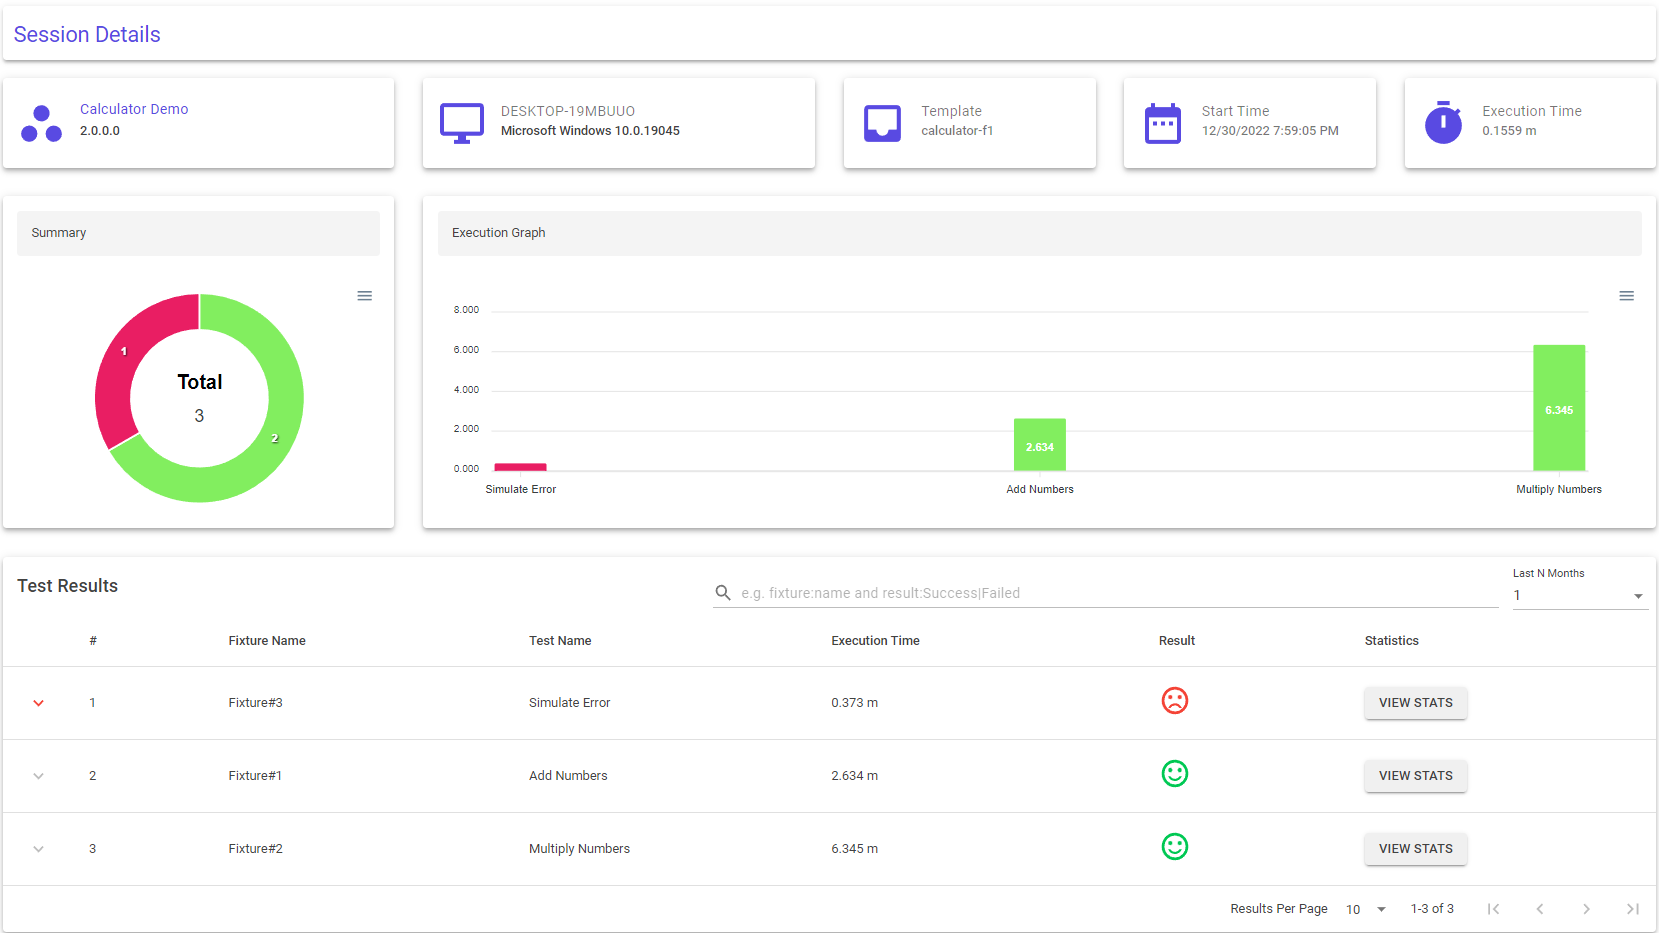 Session Details
Calculator Demo
2.0.0.0
DESKTOP-19MBUUO
Microsoft Windows 10.0.19045
Template
calculator-f1
Start Time
12/30/2022 7:59:05 PM
Execution Time
0.1559 m
Summary
1
Total
3
2
Execution Graph
8.000
6.000
4.000
2.000
0.000
2.634
6.345
Simulate Error
Add Numbers
Multiply Numbers
Test Results
e.g. fixture:name and result:Success|Failed
Last N Months
1
# Fixture Name Test Name Execution Time Result Statistics
1 Fixture#3 Simulate Error 0.373 m VIEW STATS
2 Fixture#1 Add Numbers 2.634 m VIEW STATS
3 Fixture#2 Multiply Numbers 6.345 m VIEW STATS
Results Per Page 10 1-3 of 3